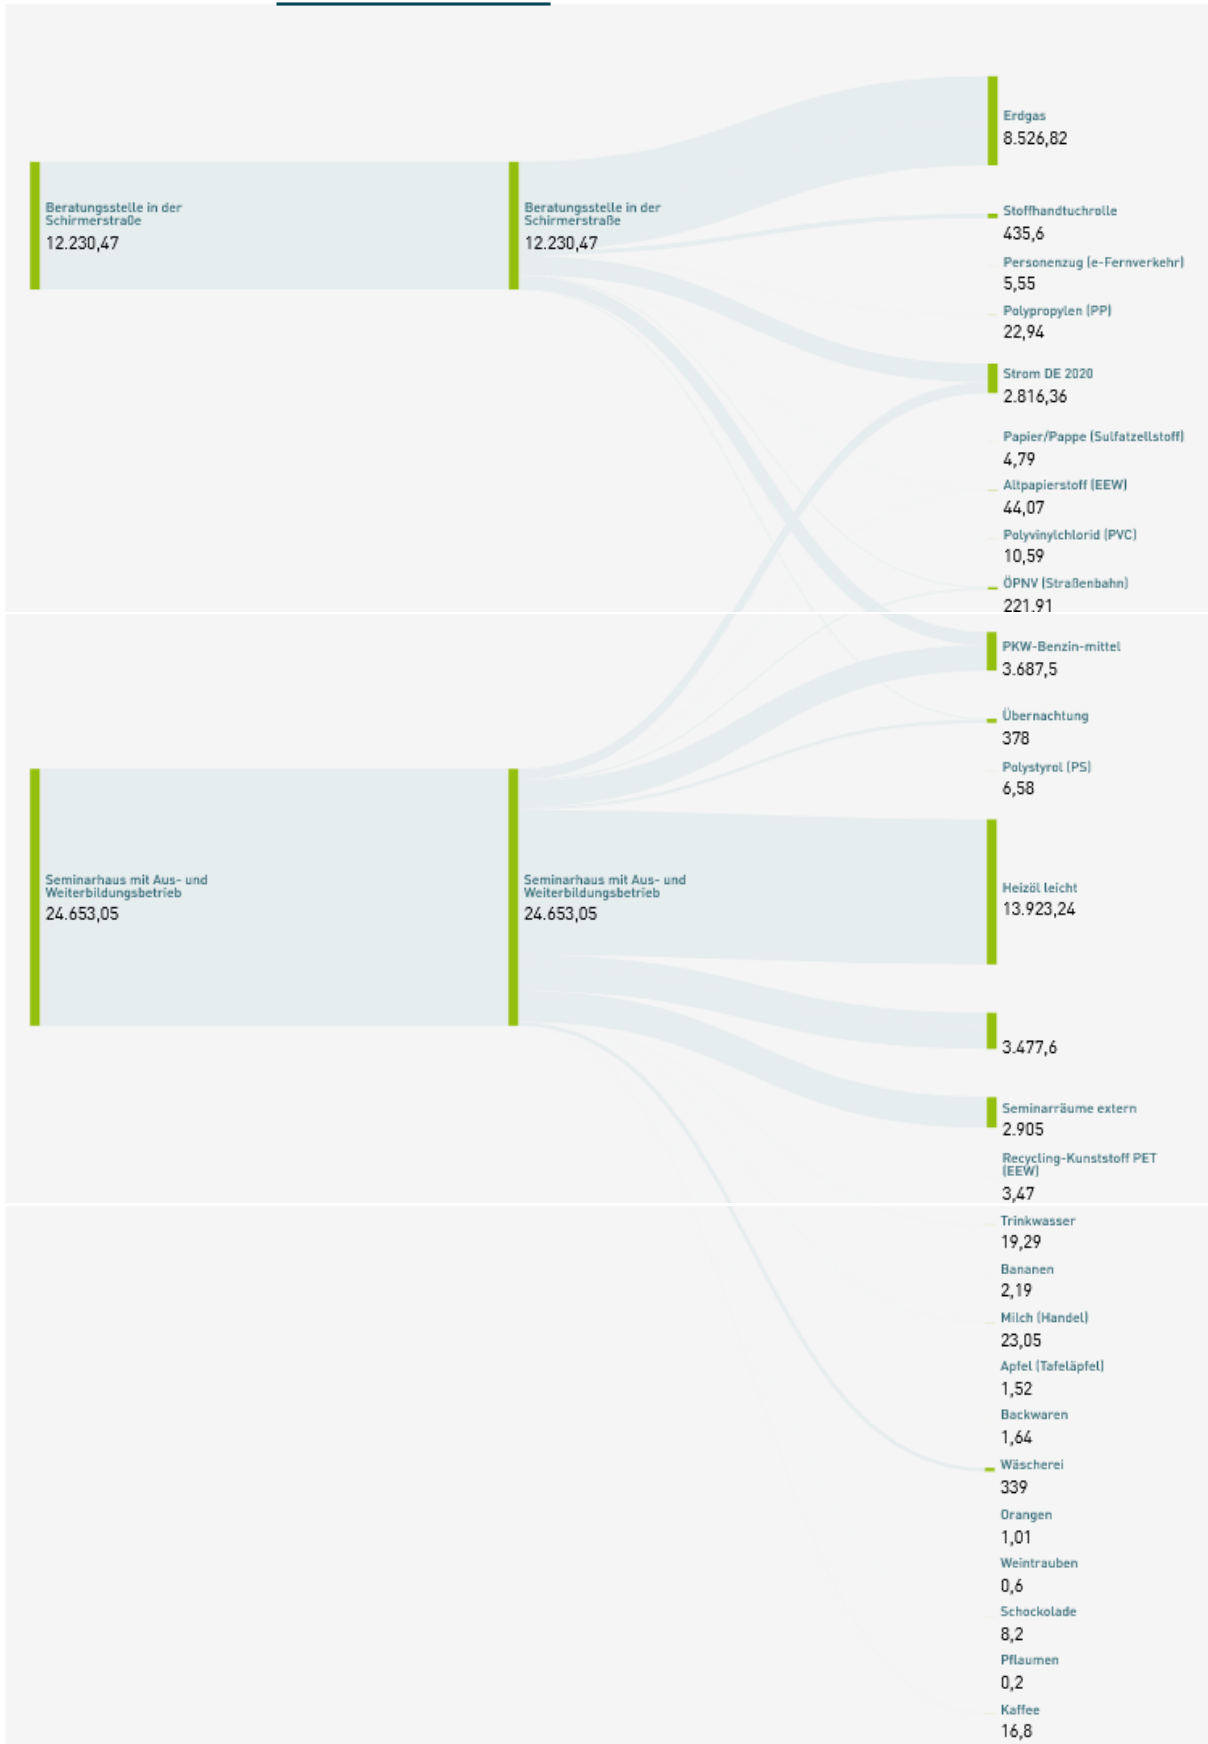 Beratungsstelle in der
Schirmerstraße
12.230,47
Beratungsstelle in der
Schirmerstraße
12.230,47
Erdgas
8.526,82
Stoffhandtuchrolle
435,6
Personenzug (e-Fernverkehr)
5,55
Polypropylen (PP)
22,94
Strom DE 2020
2.816,36
Papier/Pappe (Sulfatzellstoff)
4,79
Altpapierstoff (EEW)
44,07
Polyvinylchlorid (PVC)
10,59
ÖPNV (Straßenbahn)
221,91
PKW-Benzin-mittel
3.687,5
Übernachtung
378
Polystyrol (PS)
6,58
Seminarhaus mit Aus- und
Weiterbildungsbetrieb
24.653,05
Seminarhaus mit Aus- und
Weiterbildungsbetrieb
24.653,05
Heizöl leicht
13.923,24
3.477,6
Seminarräume extern
2.905
Recycling-Kunststoff PET
(EEW)
3,47
Trinkwasser
19,29
Bananen
2,19
Milch (Handel)
23,05
Apfel (Tafeläpfel)
1,52
Backwaren
1,64
Wäscherei
339
Orangen
1,01
Weintrauben
0,6
Schockolade
8,2
Pflaumen
0,2
Kaffee
16,8